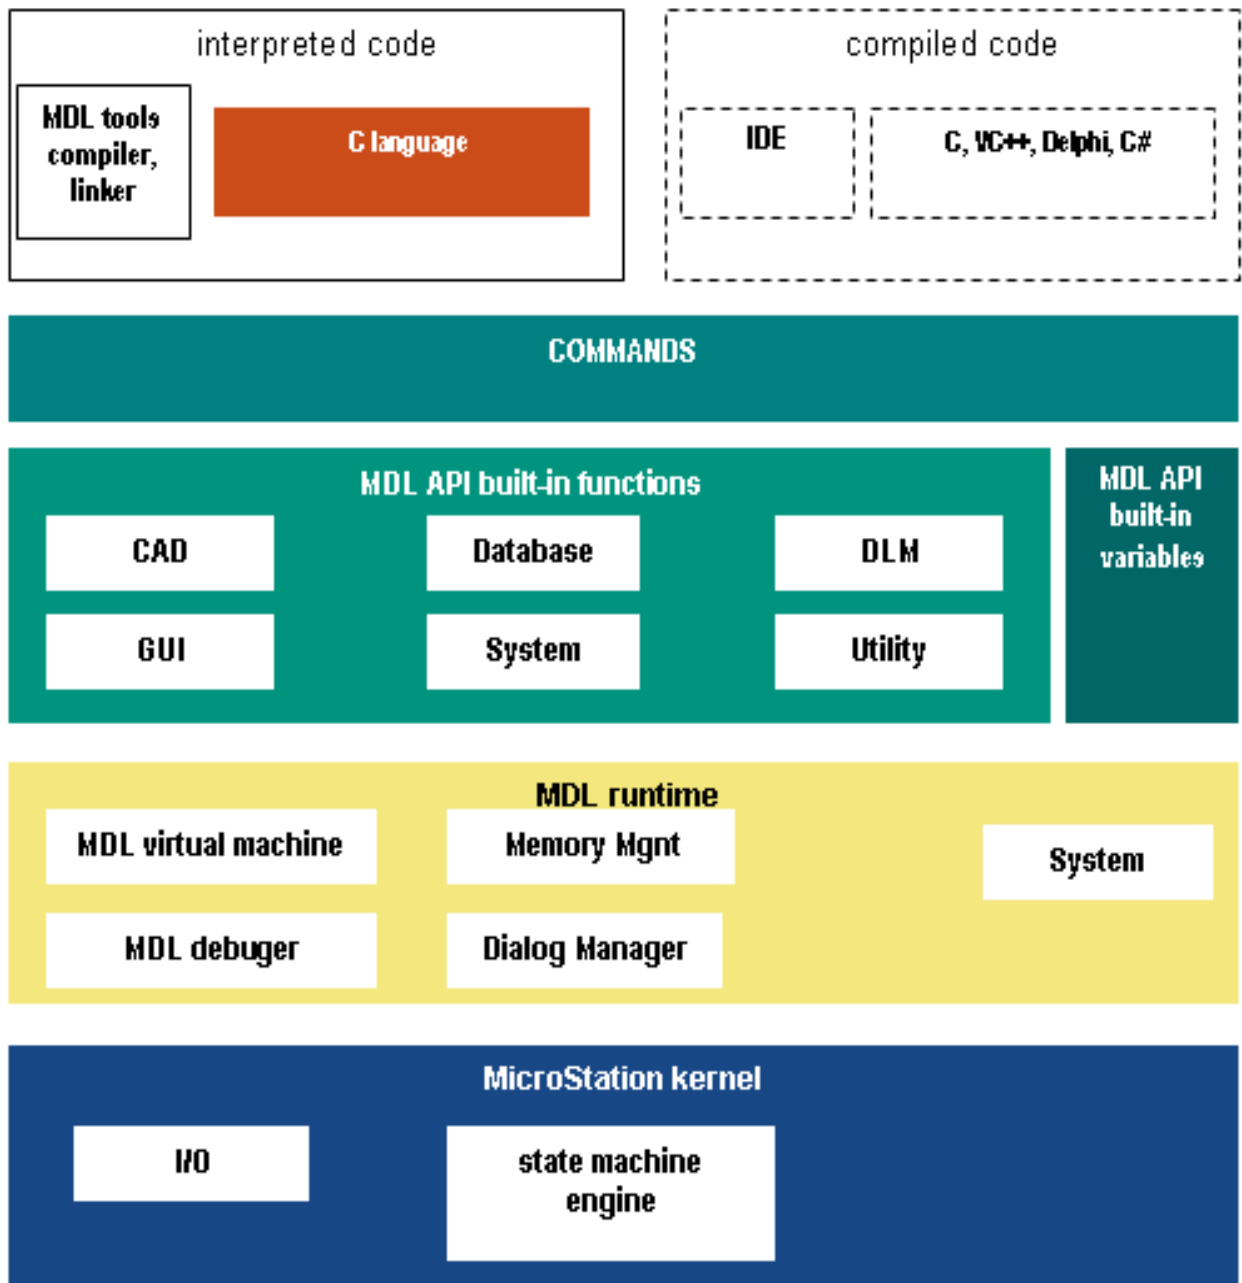 interpreted code
MDL tools
compiler,
linker
C language
compiled code
IDE
C, VC++, Delphi, C#
COMMANDS
MDL API built-in functions
CAD
Database
DLM
GUI
System
Utility
MDL API
built-in
variables
MDL runtime
MDL virtual machine
Memory Mgnt
System
MDL debuger
Dialog Manager
MicroStation kernel
I/O
state machine
engine